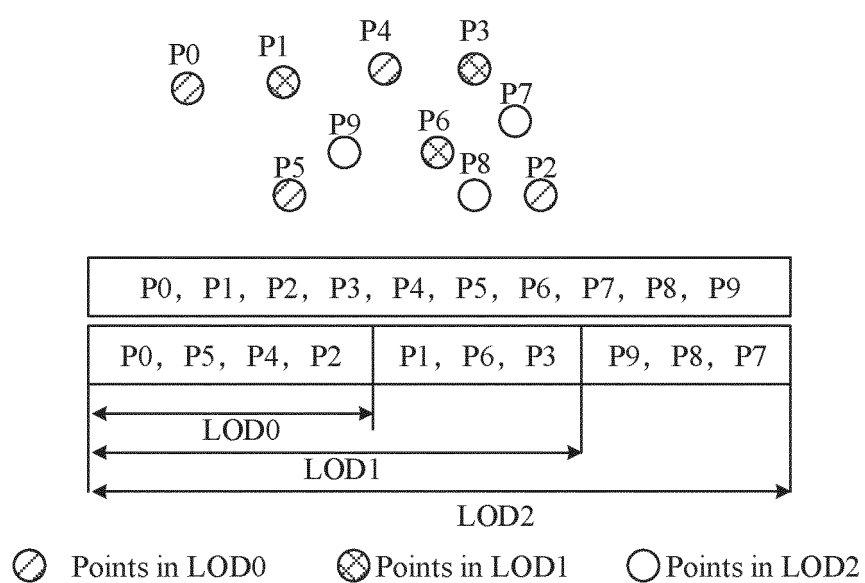 P0 P1 P4 P3
P7
P9 P6
P5 P8 P2
P0, P1, P2, P3, P4, P5, P6, P7, P8, P9
P0, P5, P4, P2 P1, P6, P3 P9, P8, P7
LOD0
LOD1
LOD2
Points in LOD0 Points in LOD1 Points in LOD2